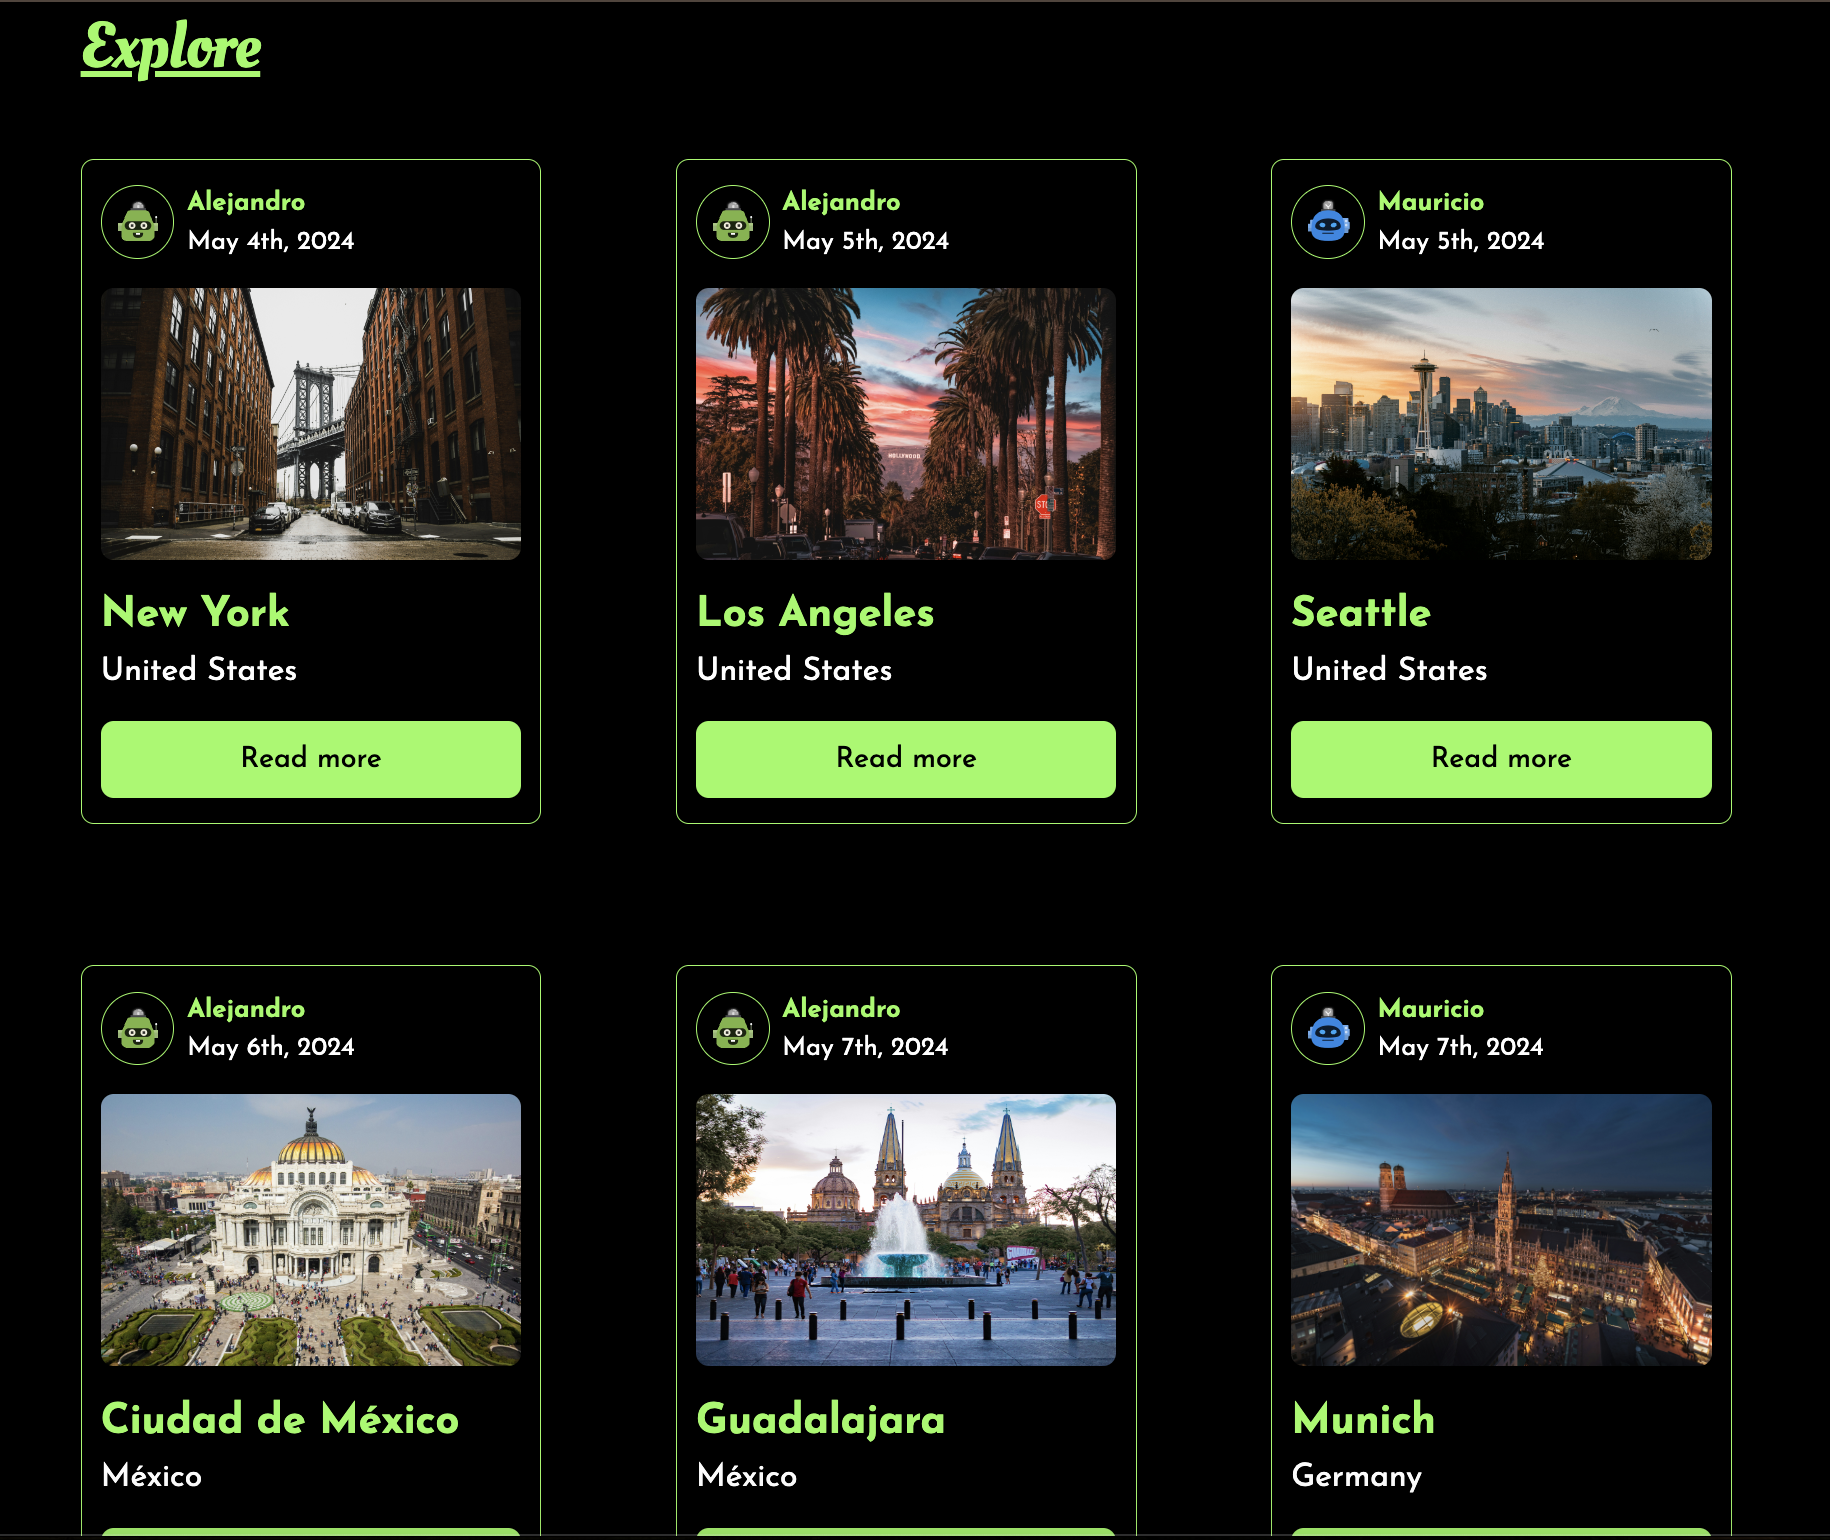 Explore
Alejandro
May 4th, 2024
New York
United States
Read more
Alejandro
May 5th, 2024
HOLLYWOOD
STOP
Los Angeles
United States
Read more
Mauricio
May 5th, 2024
Seattle
United States
Read more
Alejandro
May 6th, 2024
Ciudad de México
México
Alejandro
May 7th, 2024
Guadalajara
México
Mauricio
May 7th, 2024
Munich
Germany